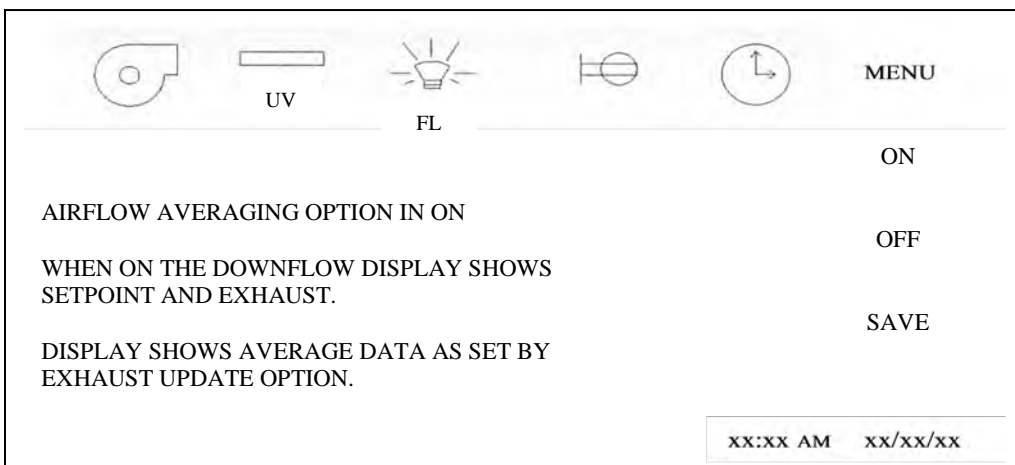 UV
FL
MENU
ON
AIRFLOW AVERAGING OPTION IN ON
OFF
WHEN ON THE DOWNFLOW DISPLAY SHOWS
SETPOINT AND EXHAUST.
SAVE
DISPLAY SHOWS AVERAGE DATA AS SET BY
EXHAUST UPDATE OPTION.
xx:xx AM xx/xx/xx